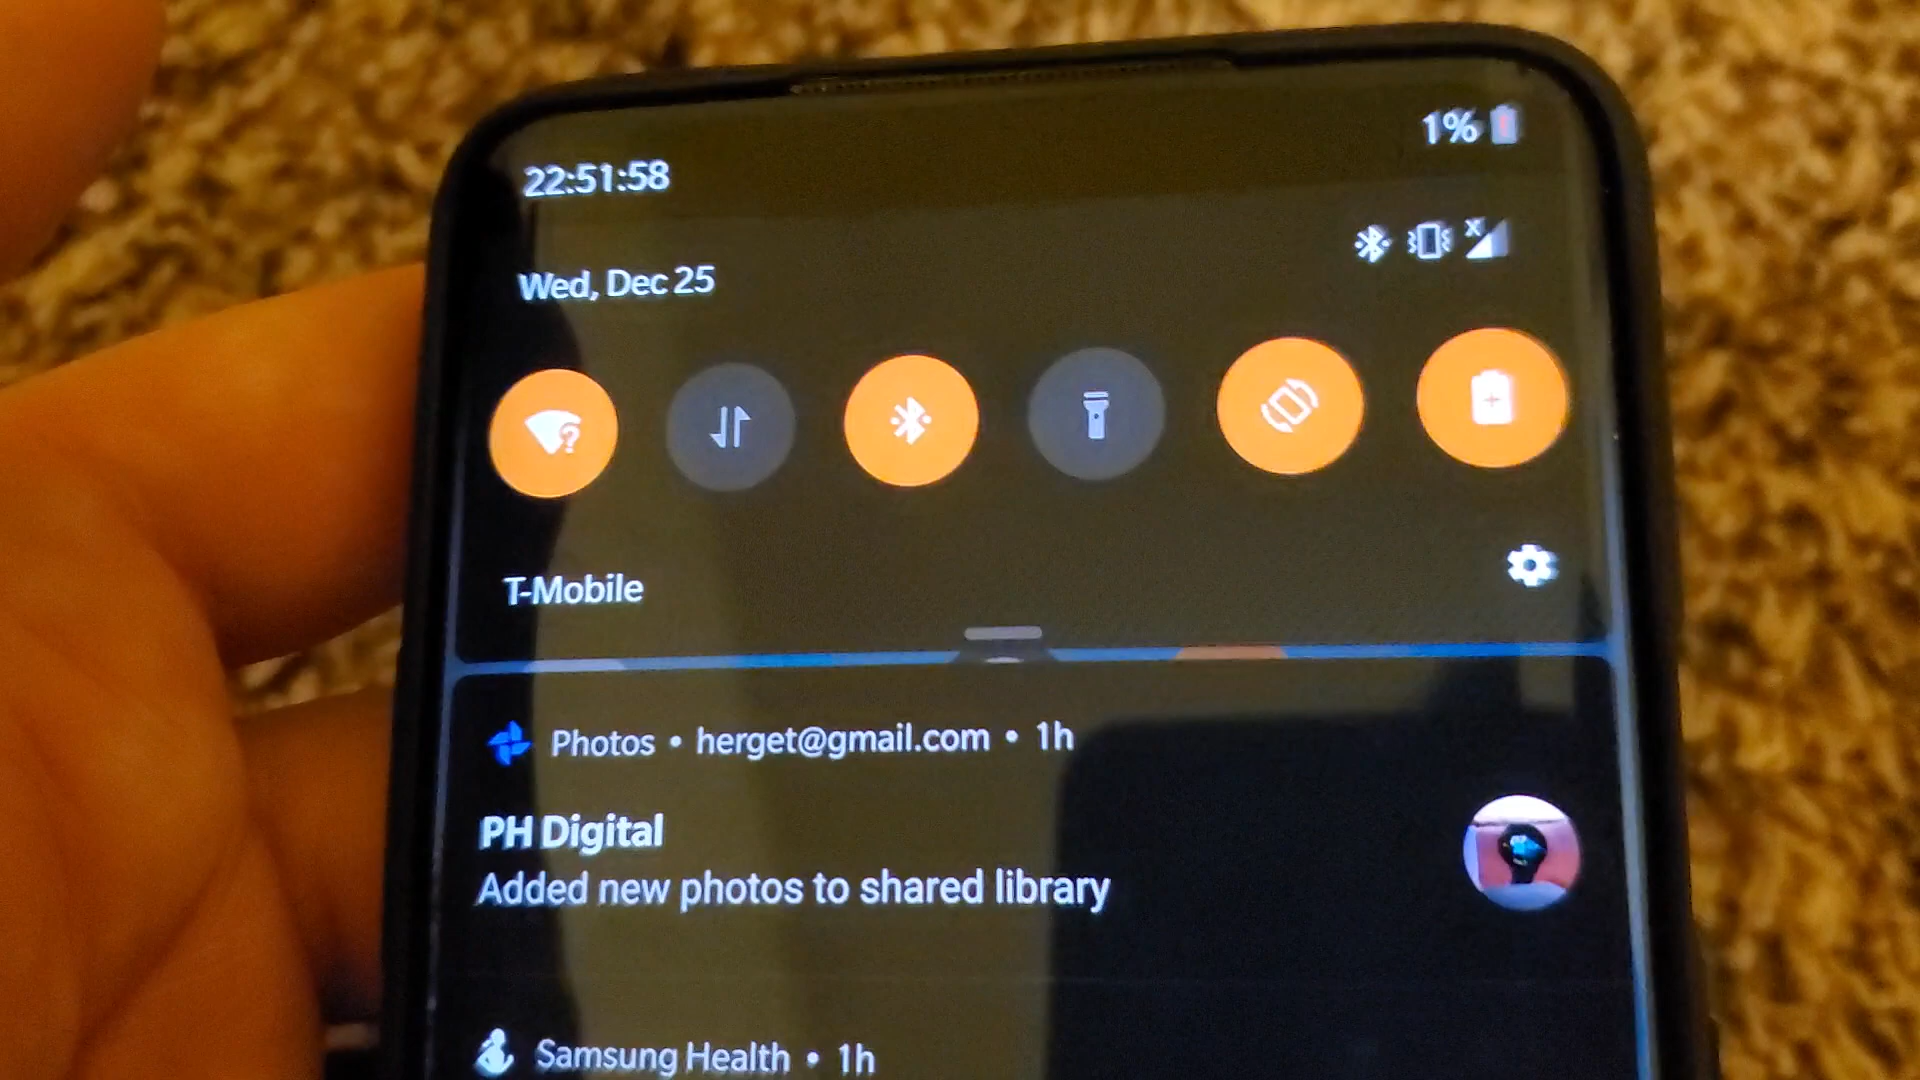 1%
22:51:58
Wed, Dec 25
T-Mobile
Photos • herget@gmail.com • 1h
PH Digital
Added new photos to shared library
Samsung Health • 1h